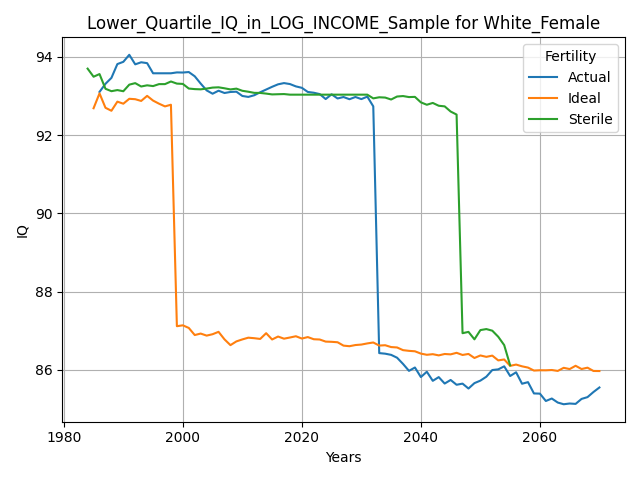 Lower_Quartile_IQ_in_LOG_INCOME_Sample for White_Female
Fertility
Actual
Ideal
Sterile
94
92
90
88
86
IQ
1980
2000
2020
2040
2060
Years